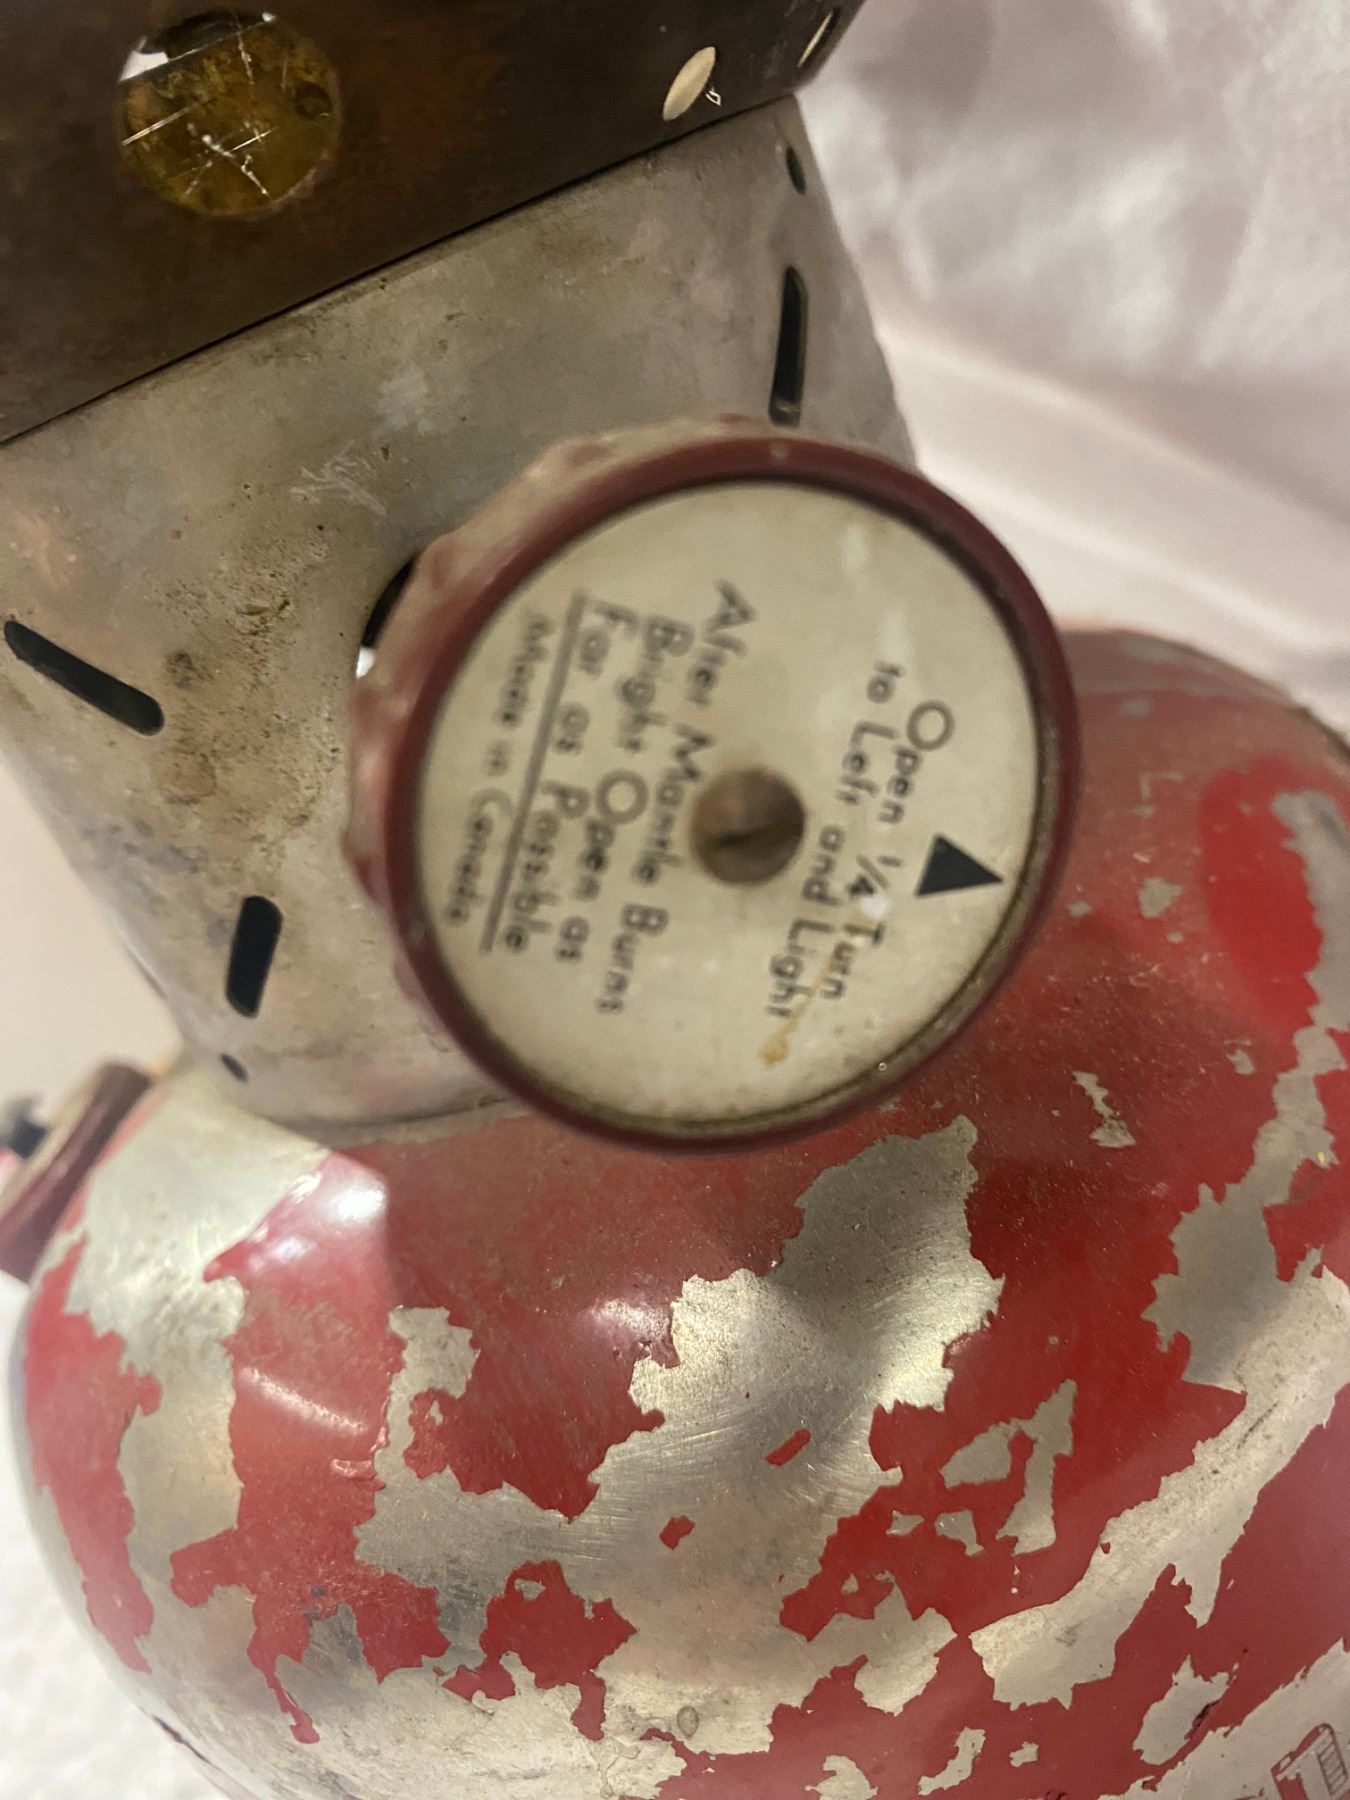 Open 1/4 Turn
to Left and Light
After Mantle Burns
Bright Open as
Far as Possible
Made in Canada